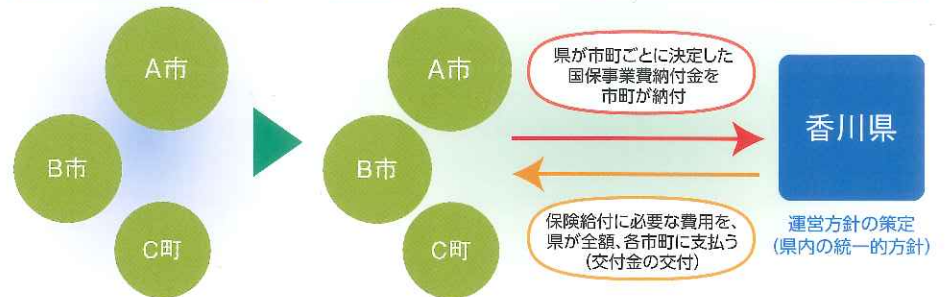 A市
B市
C町
A市
B市
C町
県が市町ごとに決定した
国保事業費納付金を
市町が納付
保険給付に必要な費用を、
県が全額、各市町に支払う
(交付金の交付)
香川県
運営方針の策定
(県内の統一的方針)